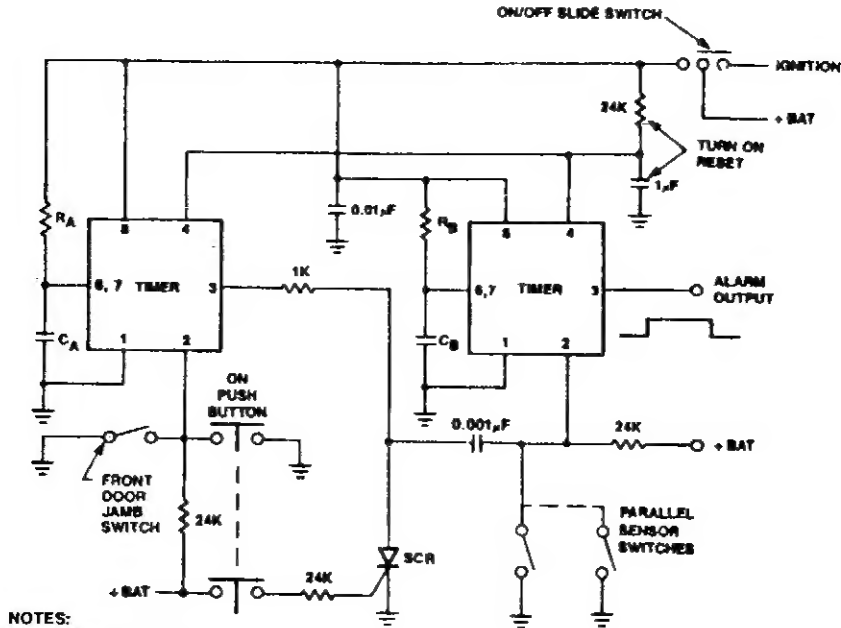 ON/OFF SLIDE SWITCH
IGNITION
24K
+ BAT
TURN ON
RESET
1µF
RA
5
4
0.01µF
RB
5
4
6, 7
TIMER
3
1K
6,7
TIMER
3
ALARM
OUTPUT
CA
1
2
CB
1
2
ON
PUSH
BUTTON
0.001µF
24K
+BAT
FRONT
DOOR
JAMB
SWITCH
24K
PARALLEL
SENSOR
SWITCHES
SCR
+BAT
24K
NOTES: